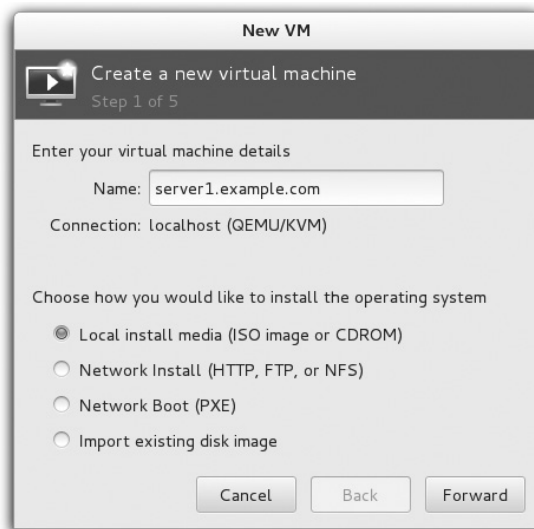 New VM
Create a new virtual machine
Step 1 of 5
Enter your virtual machine details
Name: server1.example.com
Connection: localhost (QEMU/KVM)
Choose how you would like to install the operating system
Local install media (ISO image or CDROM)
Network Install (HTTP, FTP, or NFS)
Network Boot (PXE)
Import existing disk image
Cancel Back Forward